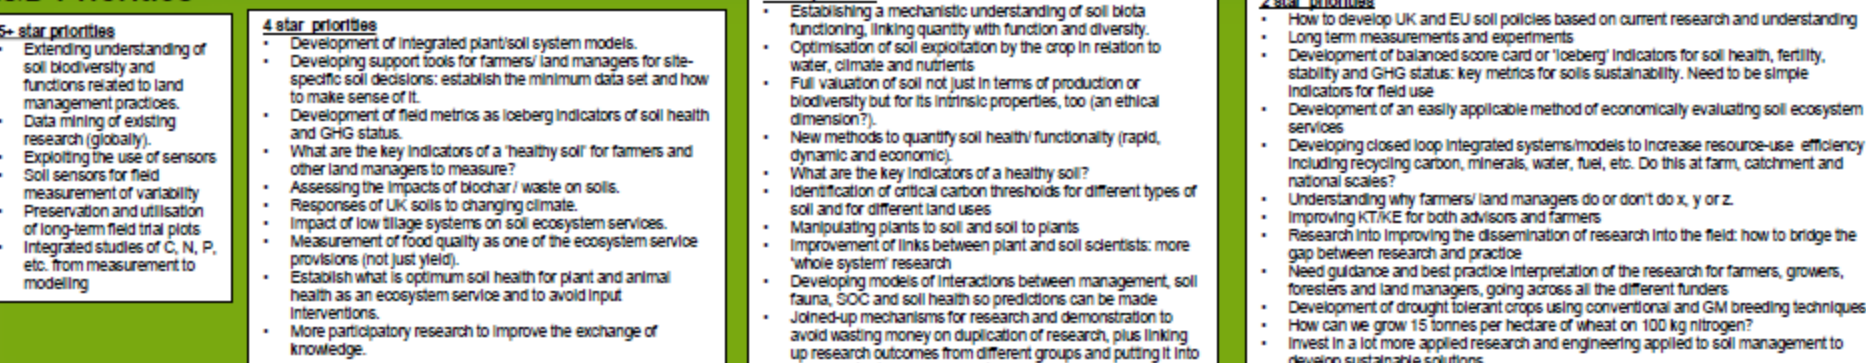 5+ star priorities
• Extending understanding of
soil biodiversity and
functions related to land
management practices.
• Data mining of existing
research (globally).
• Exploiting the use of sensors
• Soil sensors for field
measurement of variability
• Preservation and utilisation
of long-term field trial plots
• Integrated studies of C, N, P,
etc. from measurement to
modelling
4 star priorities
• Development of integrated plant/soil system models.
• Developing support tools for farmers/ land managers for site-
specific soil decisions: establish the minimum data set and how
to make sense of it.
• Development of field metrics as iceberg indicators of soil health
and GHG status.
• What are the key indicators of a 'healthy soil' for farmers and
other land managers to measure?
• Assessing the impacts of biochar / waste on soils.
• Responses of UK soils to changing climate.
• Impact of low tillage systems on soil ecosystem services.
• Measurement of food quality as one of the ecosystem service
provisions (not just yield).
• Establish what is optimum soil health for plant and animal
health as an ecosystem service and to avoid input
interventions.
• More participatory research to improve the exchange of
knowledge.
• Establishing a mechanistic understanding of soil biota
functioning, linking quantity with function and diversity.
• Optimisation of soil exploitation by the crop in relation to
water, climate and nutrients
• Full valuation of soil not just in terms of production or
biodiversity but for its intrinsic properties, too (an ethical
dimension?).
• New methods to quantify soil health/ functionality (rapid,
dynamic and economic).
• What are the key indicators of a healthy soil?
• Identification of critical carbon thresholds for different types of
soil and for different land uses
• Manipulating plants to soil and soil to plants
• Improvement of links between plant and soil scientists: more
'whole system' research
• Developing models of interactions between management, soil
fauna, SOC and soil health so predictions can be made
• Joined-up mechanisms for research and demonstration to
avoid wasting money on duplication of research, plus linking
up research outcomes from different groups and putting it into
2 star priorities
• How to develop UK and EU soil policies based on current research and understanding
• Long term measurements and experiments
• Development of balanced score card or 'iceberg' indicators for soil health, fertility,
stability and GHG status: key metrics for soils sustainability. Need to be simple
indicators for field use
• Development of an easily applicable method of economically evaluating soil ecosystem
services
• Developing closed loop integrated systems/models to increase resource-use efficiency
including recycling carbon, minerals, water, fuel, etc. Do this at farm, catchment and
national scales?
• Understanding why farmers/ land managers do or don't do x, y or z.
• Improving KT/KE for both advisors and farmers
• Research into improving the dissemination of research into the field: how to bridge the
gap between research and practice
• Need guidance and best practice interpretation of the research for farmers, growers,
foresters and land managers, going across all the different funders
• Development of drought tolerant crops using conventional and GM breeding techniques
• How can we grow 15 tonnes per hectare of wheat on 100 kg nitrogen?
• Invest in a lot more applied research and engineering applied to soil management to
develop sustainable solutions